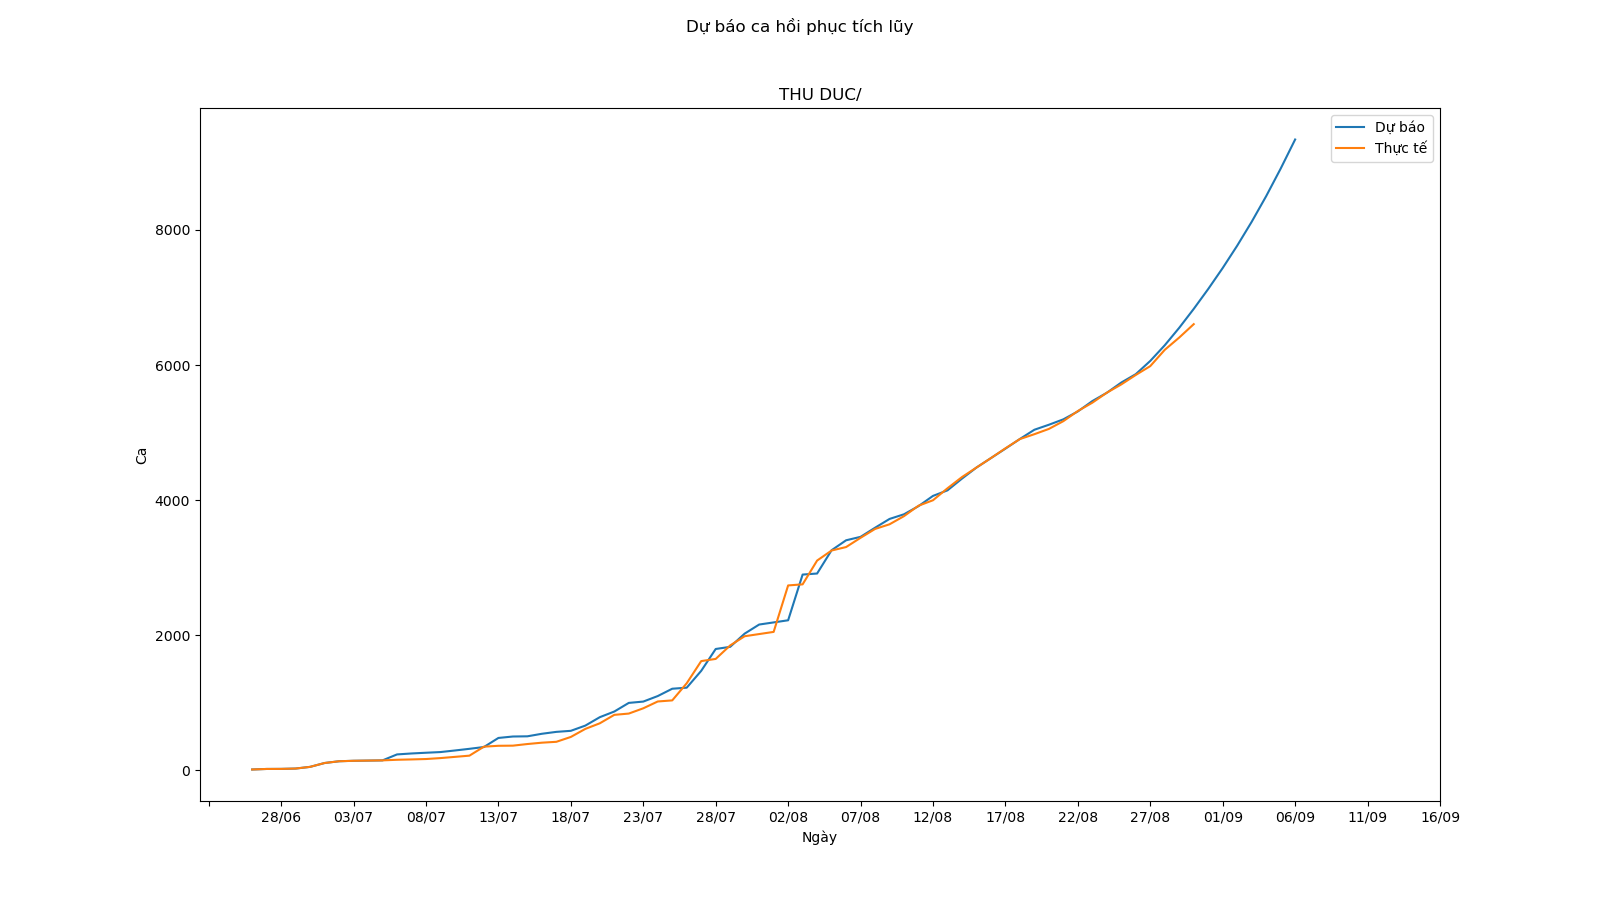 Dự báo ca hồi phục tích lũy
THU DUC/
Dự báo
Thực tế
8000
6000
4000
2000
0
Ca
28/06 03/07 08/07 13/07 18/07 23/07 28/07 02/08 07/08 12/08 17/08 22/08 27/08 01/09 06/09 11/09 16/09
Ngày